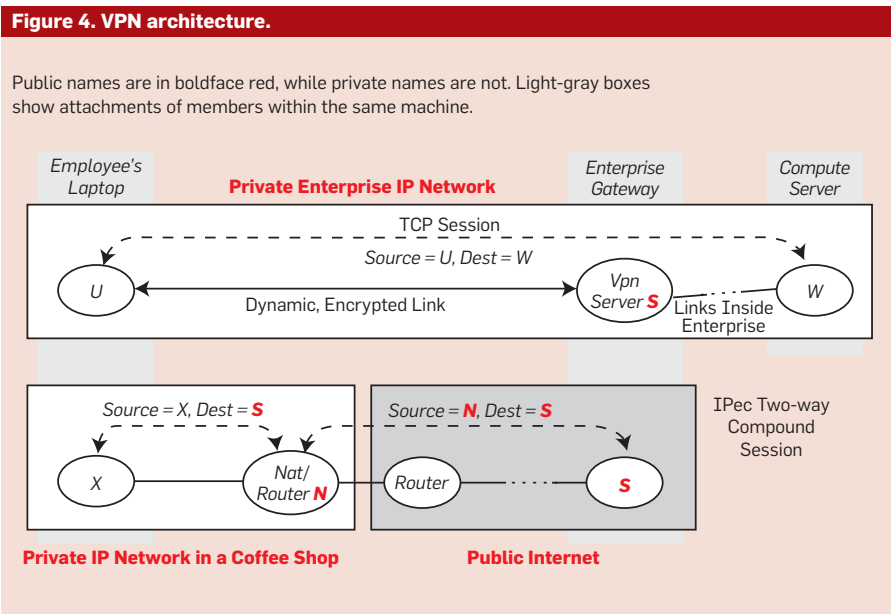 Figure 4. VPN architecture.
Public names are in boldface red, while private names are not. Light-gray boxes
show attachments of members within the same machine.
Employee's
Laptop
Private Enterprise IP Network
Enterprise
Gateway
Compute
Server
TCP Session
Source = U, Dest = W
U
Dynamic, Encrypted Link
Vpn
Server S
Links Inside
Enterprise
W
Source = X, Dest = S
Source = N, Dest = S
IPec Two-way
Compound
Session
X
Nat/
Router N
Router
S
Private IP Network in a Coffee Shop
Public Internet